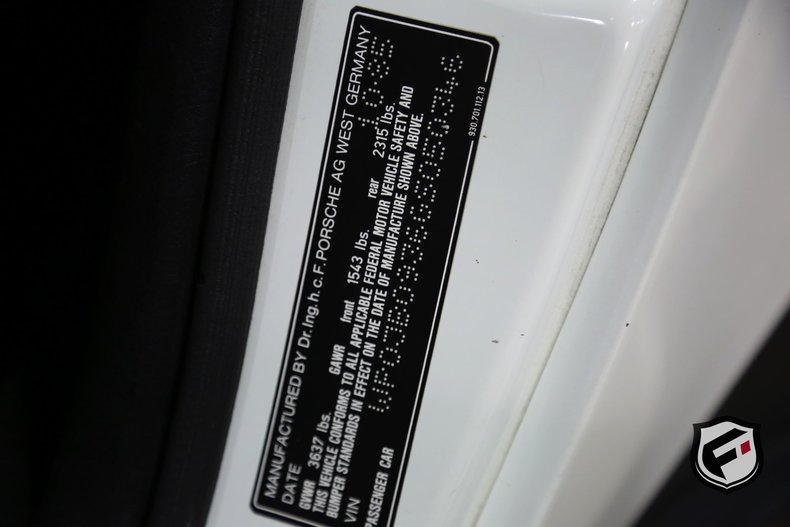 MANUFACTURED BY Dr.Ing.h.c.F.PORSCHE AG WEST GERMANY
DATE 10-86
GVWR 3637 lbs. GAWR front 1543 lbs. rear 2315 lbs.
THIS VEHICLE CONFORMS TO ALL APPLICABLE FEDERAL MOTOR VEHICLE SAFETY AND
BUMPER STANDARDS IN EFFECT ON THE DATE OF MANUFACTURE SHOWN ABOVE.
VIN
PASSENGER CAR
930.701.112.13